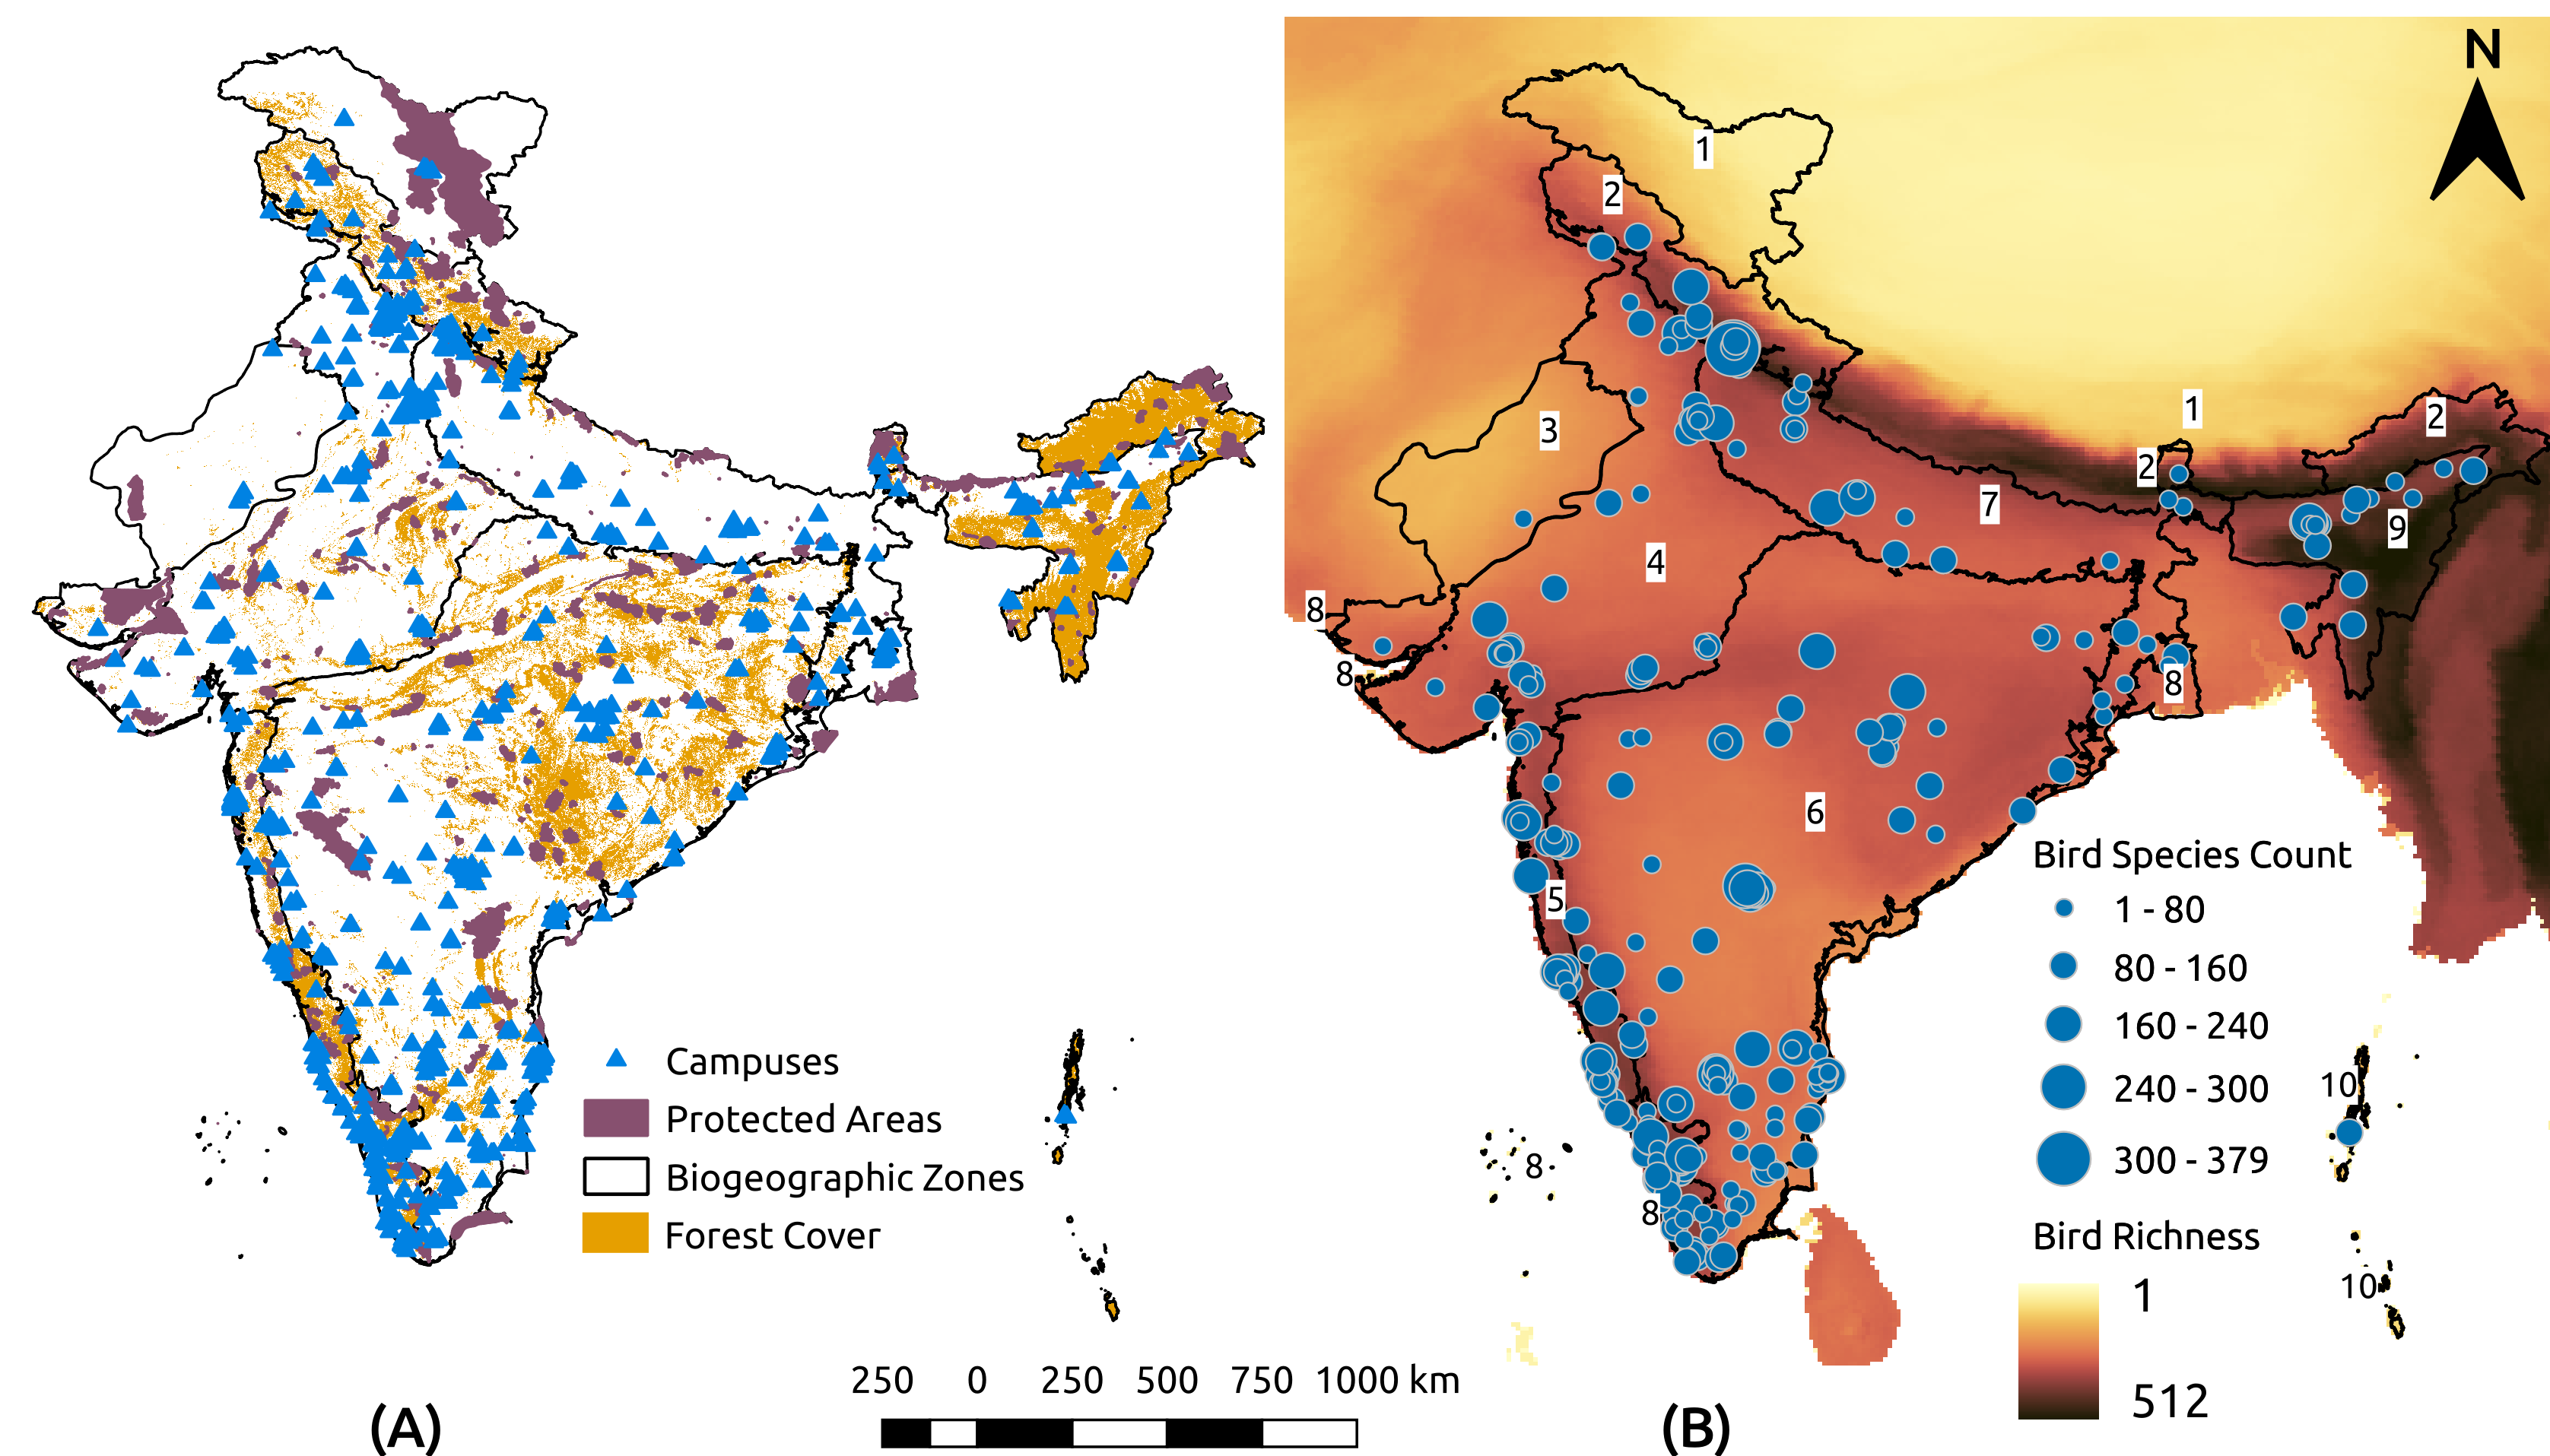 Campuses
Protected Areas
Biogeographic Zones
Forest Cover
250 0 250 500 750 1000 km
(A)
N
1
2
1
2
3
2
7
9
4
8
8
8
6
5
Bird Species Count
1 - 80
80 - 160
160 - 240
240 - 300
300 - 379
10
8
8
Bird Richness
10
1
512
(B)